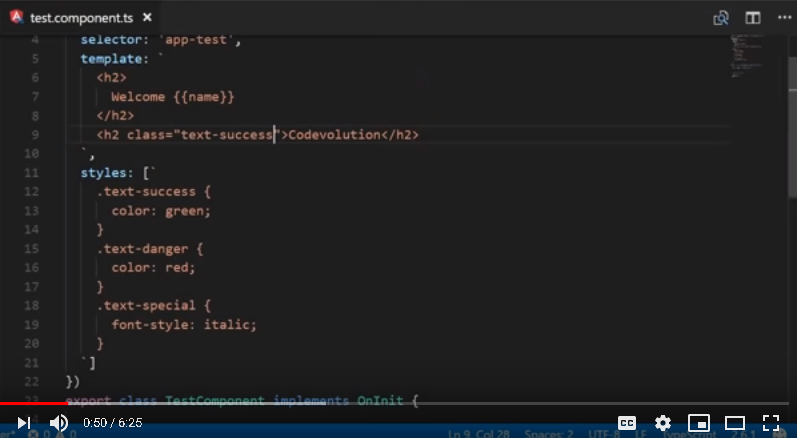 test.component.ts ×
4 selector: 'app-test',
5 template: `
6 <h2>
7 Welcome {{name}}
8 </h2>
9 <h2 class="text-success">Codevolution</h2>
10 `,
11 styles: [`
12 .text-success {
13 color: green;
14 }
15 .text-danger {
16 color: red;
17 }
18 .text-special {
19 font-style: italic;
20 }
21 `]
22 })
23 export class TestComponent implements OnInit {
0:50 / 6:25 CC
0 0 Ln 9, Col 28 Spaces: 2 UTF-8 LF TypeScript 2.6.1